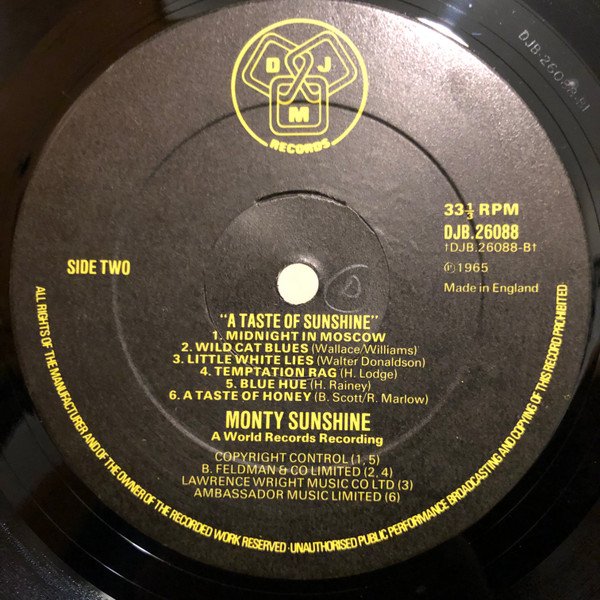 D J
M
RECORDS
DJB-26088-B1
33⅓ RPM
DJB.26088
†DJB.26088-B†
℗1965
Made in England
SIDE TWO
"A TASTE OF SUNSHINE"
1. MIDNIGHT IN MOSCOW
2. WILD CAT BLUES (Wallace/Williams)
3. LITTLE WHITE LIES (Walter Donaldson)
4. TEMPTATION RAG (H. Lodge)
5. BLUE HUE (H. Rainey)
6. A TASTE OF HONEY (B. Scott/R. Marlow)
MONTY SUNSHINE
A World Records Recording
COPYRIGHT CONTROL (1, 5)
B. FELDMAN & CO LIMITED (2, 4)
LAWRENCE WRIGHT MUSIC CO LTD (3)
AMBASSADOR MUSIC LIMITED (6)
ALL RIGHTS OF THE MANUFACTURER AND OF THE OWNER OF THE RECORDED WORK RESERVED · UNAUTHORISED PUBLIC PERFORMANCE BROADCASTING AND COPYING OF THIS RECORD PROHIBITED